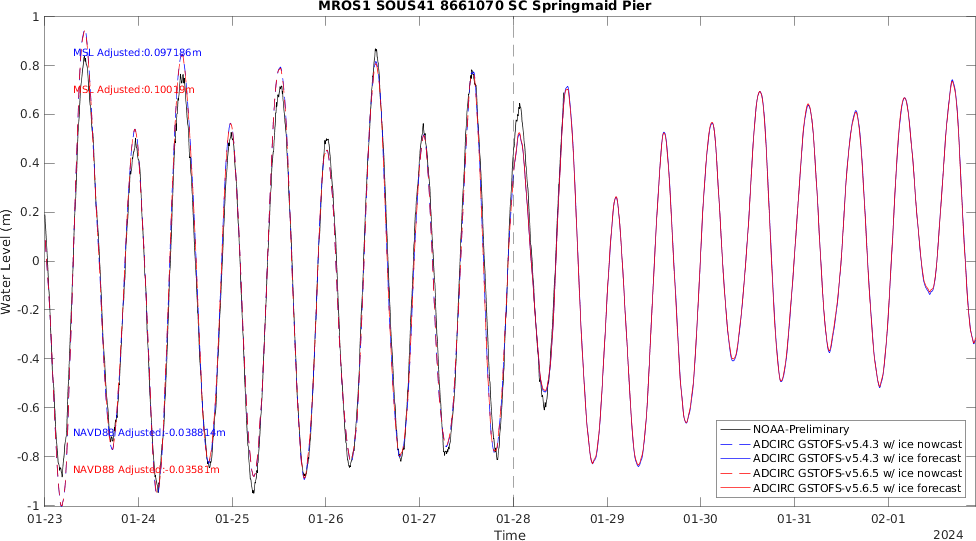 MROS1 SOUS41 8661070 SC Springmaid Pier
1
0.8
0.6
0.4
0.2
0
-0.2
-0.4
-0.6
-0.8
-1
Water Level (m)
MSL Adjusted:0.097186m
MSL Adjusted:0.10019m
NAVD88 Adjusted:-0.038814m
NAVD88 Adjusted:-0.03581m
NOAA-Preliminary
ADCIRC GSTOFS-v5.4.3 w/ ice nowcast
ADCIRC GSTOFS-v5.4.3 w/ ice forecast
ADCIRC GSTOFS-v5.6.5 w/ ice nowcast
ADCIRC GSTOFS-v5.6.5 w/ ice forecast
01-23 01-24 01-25 01-26 01-27 01-28 01-29 01-30 01-31 02-01
Time
2024